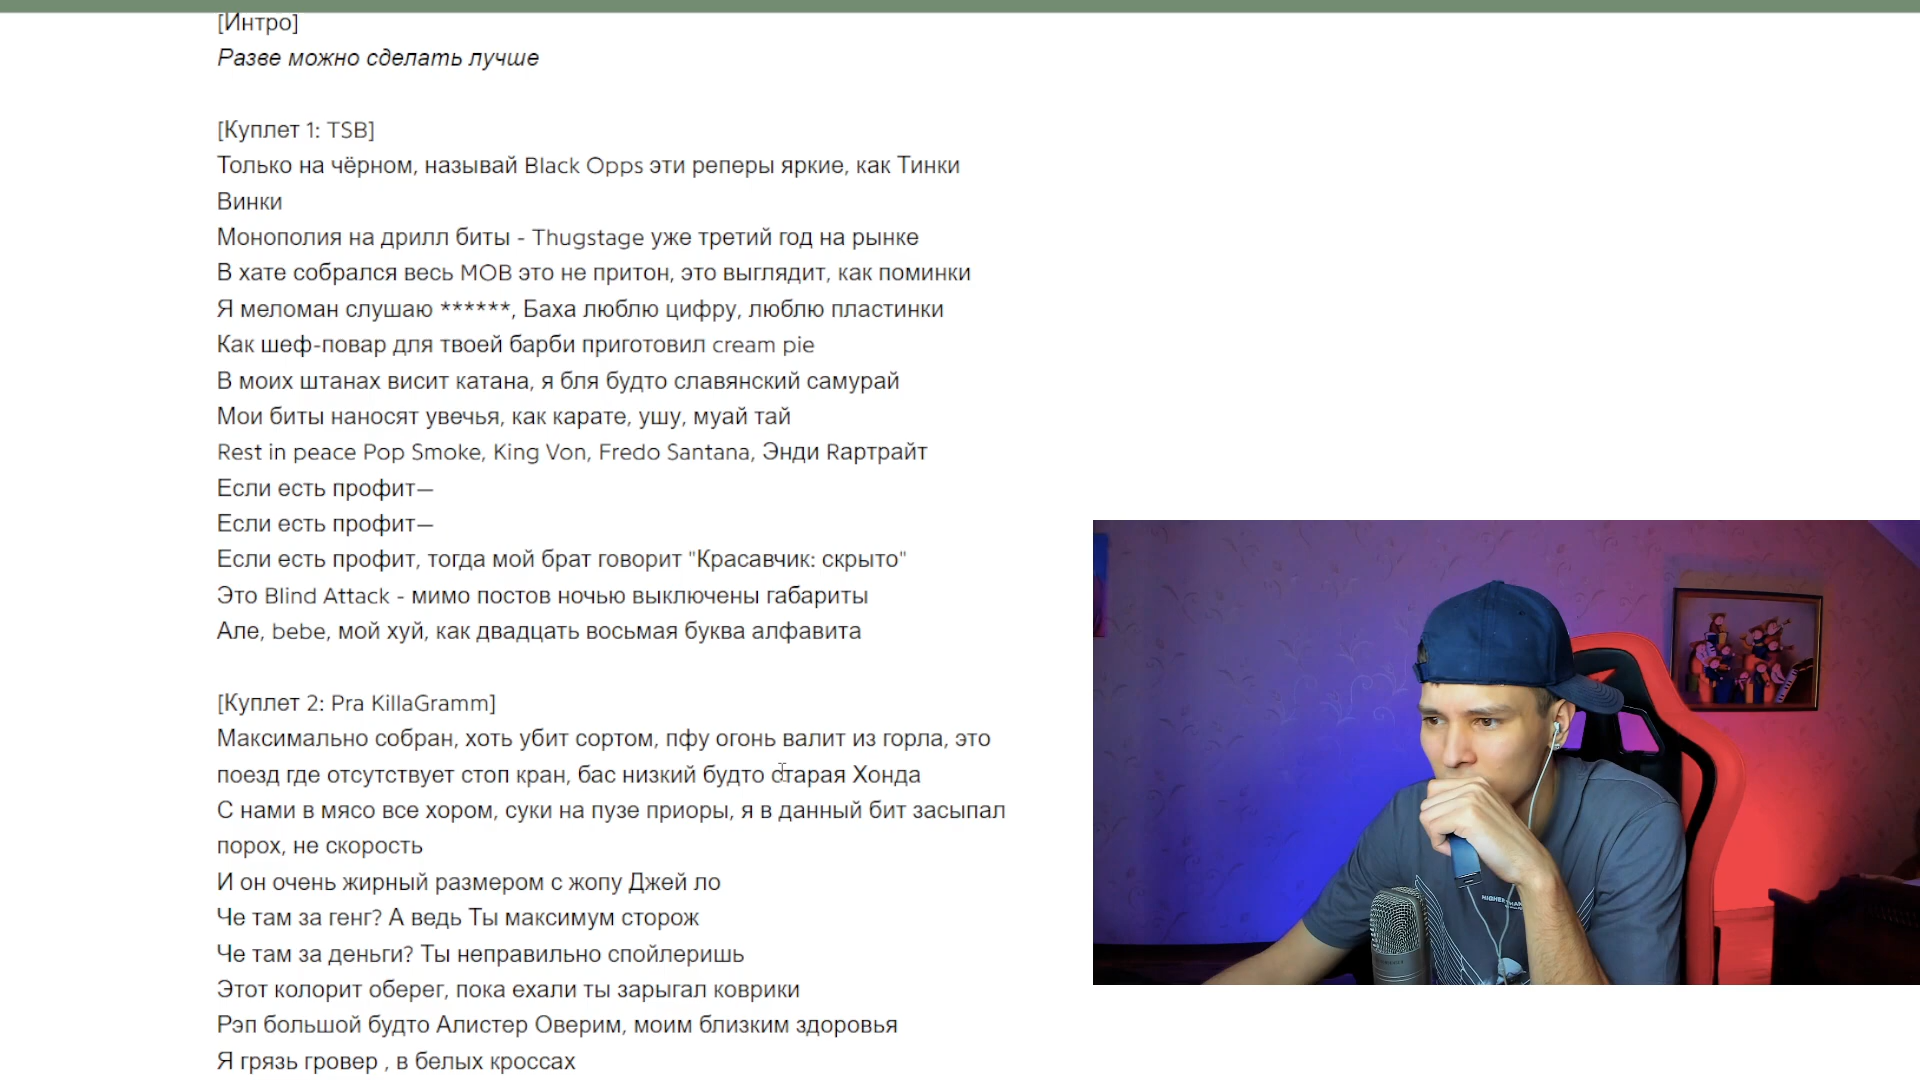 [Интро]
Разве можно сделать лучше
[Куплет 1: TSB]
Только на чёрном, называй Black Opps эти реперы яркие, как Тинки
Винки
Монополия на дрилл биты - Thugstage уже третий год на рынке
В хате собрался весь МОВ это не притон, это выглядит, как поминки
Я меломан слушаю ******, Баха люблю цифру, люблю пластинки
Как шеф-повар для твоей барби приготовил cream pie
В моих штанах висит катана, я бля будто славянский самурай
Мои биты наносят увечья, как карате, ушу, муай тай
Rest in peace Pop Smoke, King Von, Fredo Santana, Энди Rартрайт
Если есть профит—
Если есть профит—
Если есть профит, тогда мой брат говорит "Красавчик: скрыто"
Это Blind Attack - мимо постов ночью выключены габариты
Але, bebe, мой хуй, как двадцать восьмая буква алфавита
[Куплет 2: Pra KillaGramm]
Максимально собран, хоть убит сортом, пфу огонь валит из горла, это
поезд где отсутствует стоп кран, бас низкий будто старая Хонда
С нами в мясо все хором, суки на пузе приоры, я в данный бит засыпал
порох, не скорость
И он очень жирный размером с жопу Джей ло
Че там за генг? А ведь Ты максимум сторож
Че там за деньги? Ты неправильно спойлеришь
Этот колорит оберег, пока ехали ты зарыгал коврики
Рэп большой будто Алистер Оверим, моим близким здоровья
Я грязь гровер , в белых кроссах